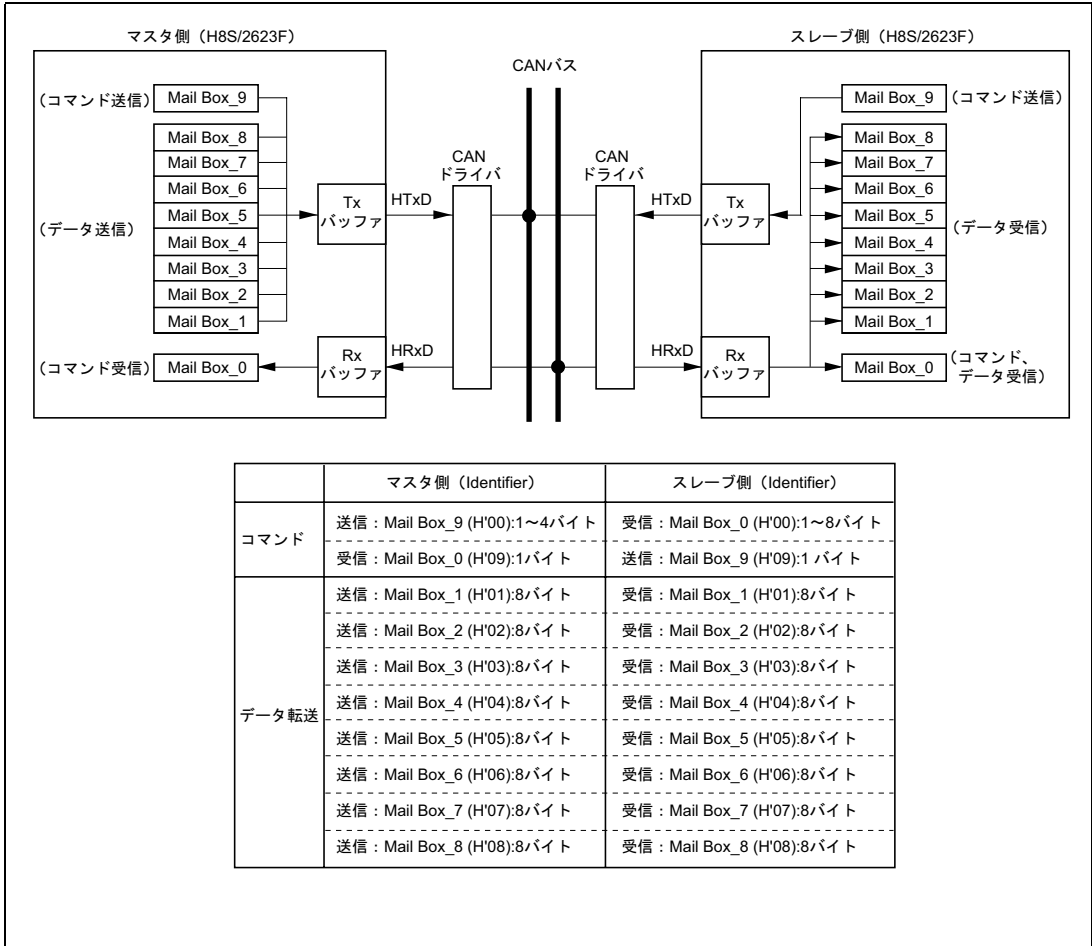 マスタ側（H8S/2623F）
スレーブ側（H8S/2623F）
CANバス
（コマンド送信）
Mail Box_9
（データ送信）
Mail Box_8
Mail Box_7
Mail Box_6
Mail Box_5
Mail Box_4
Mail Box_3
Mail Box_2
Mail Box_1
（コマンド受信）
Mail Box_0
Tx
バッファ
HTxD
Rx
バッファ
HRxD
CAN
ドライバ
CAN
ドライバ
HTxD
Tx
バッファ
HRxD
Rx
バッファ
Mail Box_9
（コマンド送信）
Mail Box_8
Mail Box_7
Mail Box_6
Mail Box_5
Mail Box_4
Mail Box_3
Mail Box_2
Mail Box_1
（データ受信）
Mail Box_0
（コマンド、
データ受信）
マスタ側（Identifier） スレーブ側（Identifier）
コマンド
送信：Mail Box_9 (H'00):1〜4バイト 受信：Mail Box_0 (H'00):1〜8バイト
受信：Mail Box_0 (H'09):1バイト 送信：Mail Box_9 (H'09):1 バイト
データ転送
送信：Mail Box_1 (H'01):8バイト 受信：Mail Box_1 (H'01):8バイト
送信：Mail Box_2 (H'02):8バイト 受信：Mail Box_2 (H'02):8バイト
送信：Mail Box_3 (H'03):8バイト 受信：Mail Box_3 (H'03):8バイト
送信：Mail Box_4 (H'04):8バイト 受信：Mail Box_4 (H'04):8バイト
送信：Mail Box_5 (H'05):8バイト 受信：Mail Box_5 (H'05):8バイト
送信：Mail Box_6 (H'06):8バイト 受信：Mail Box_6 (H'06):8バイト
送信：Mail Box_7 (H'07):8バイト 受信：Mail Box_7 (H'07):8バイト
送信：Mail Box_8 (H'08):8バイト 受信：Mail Box_8 (H'08):8バイト